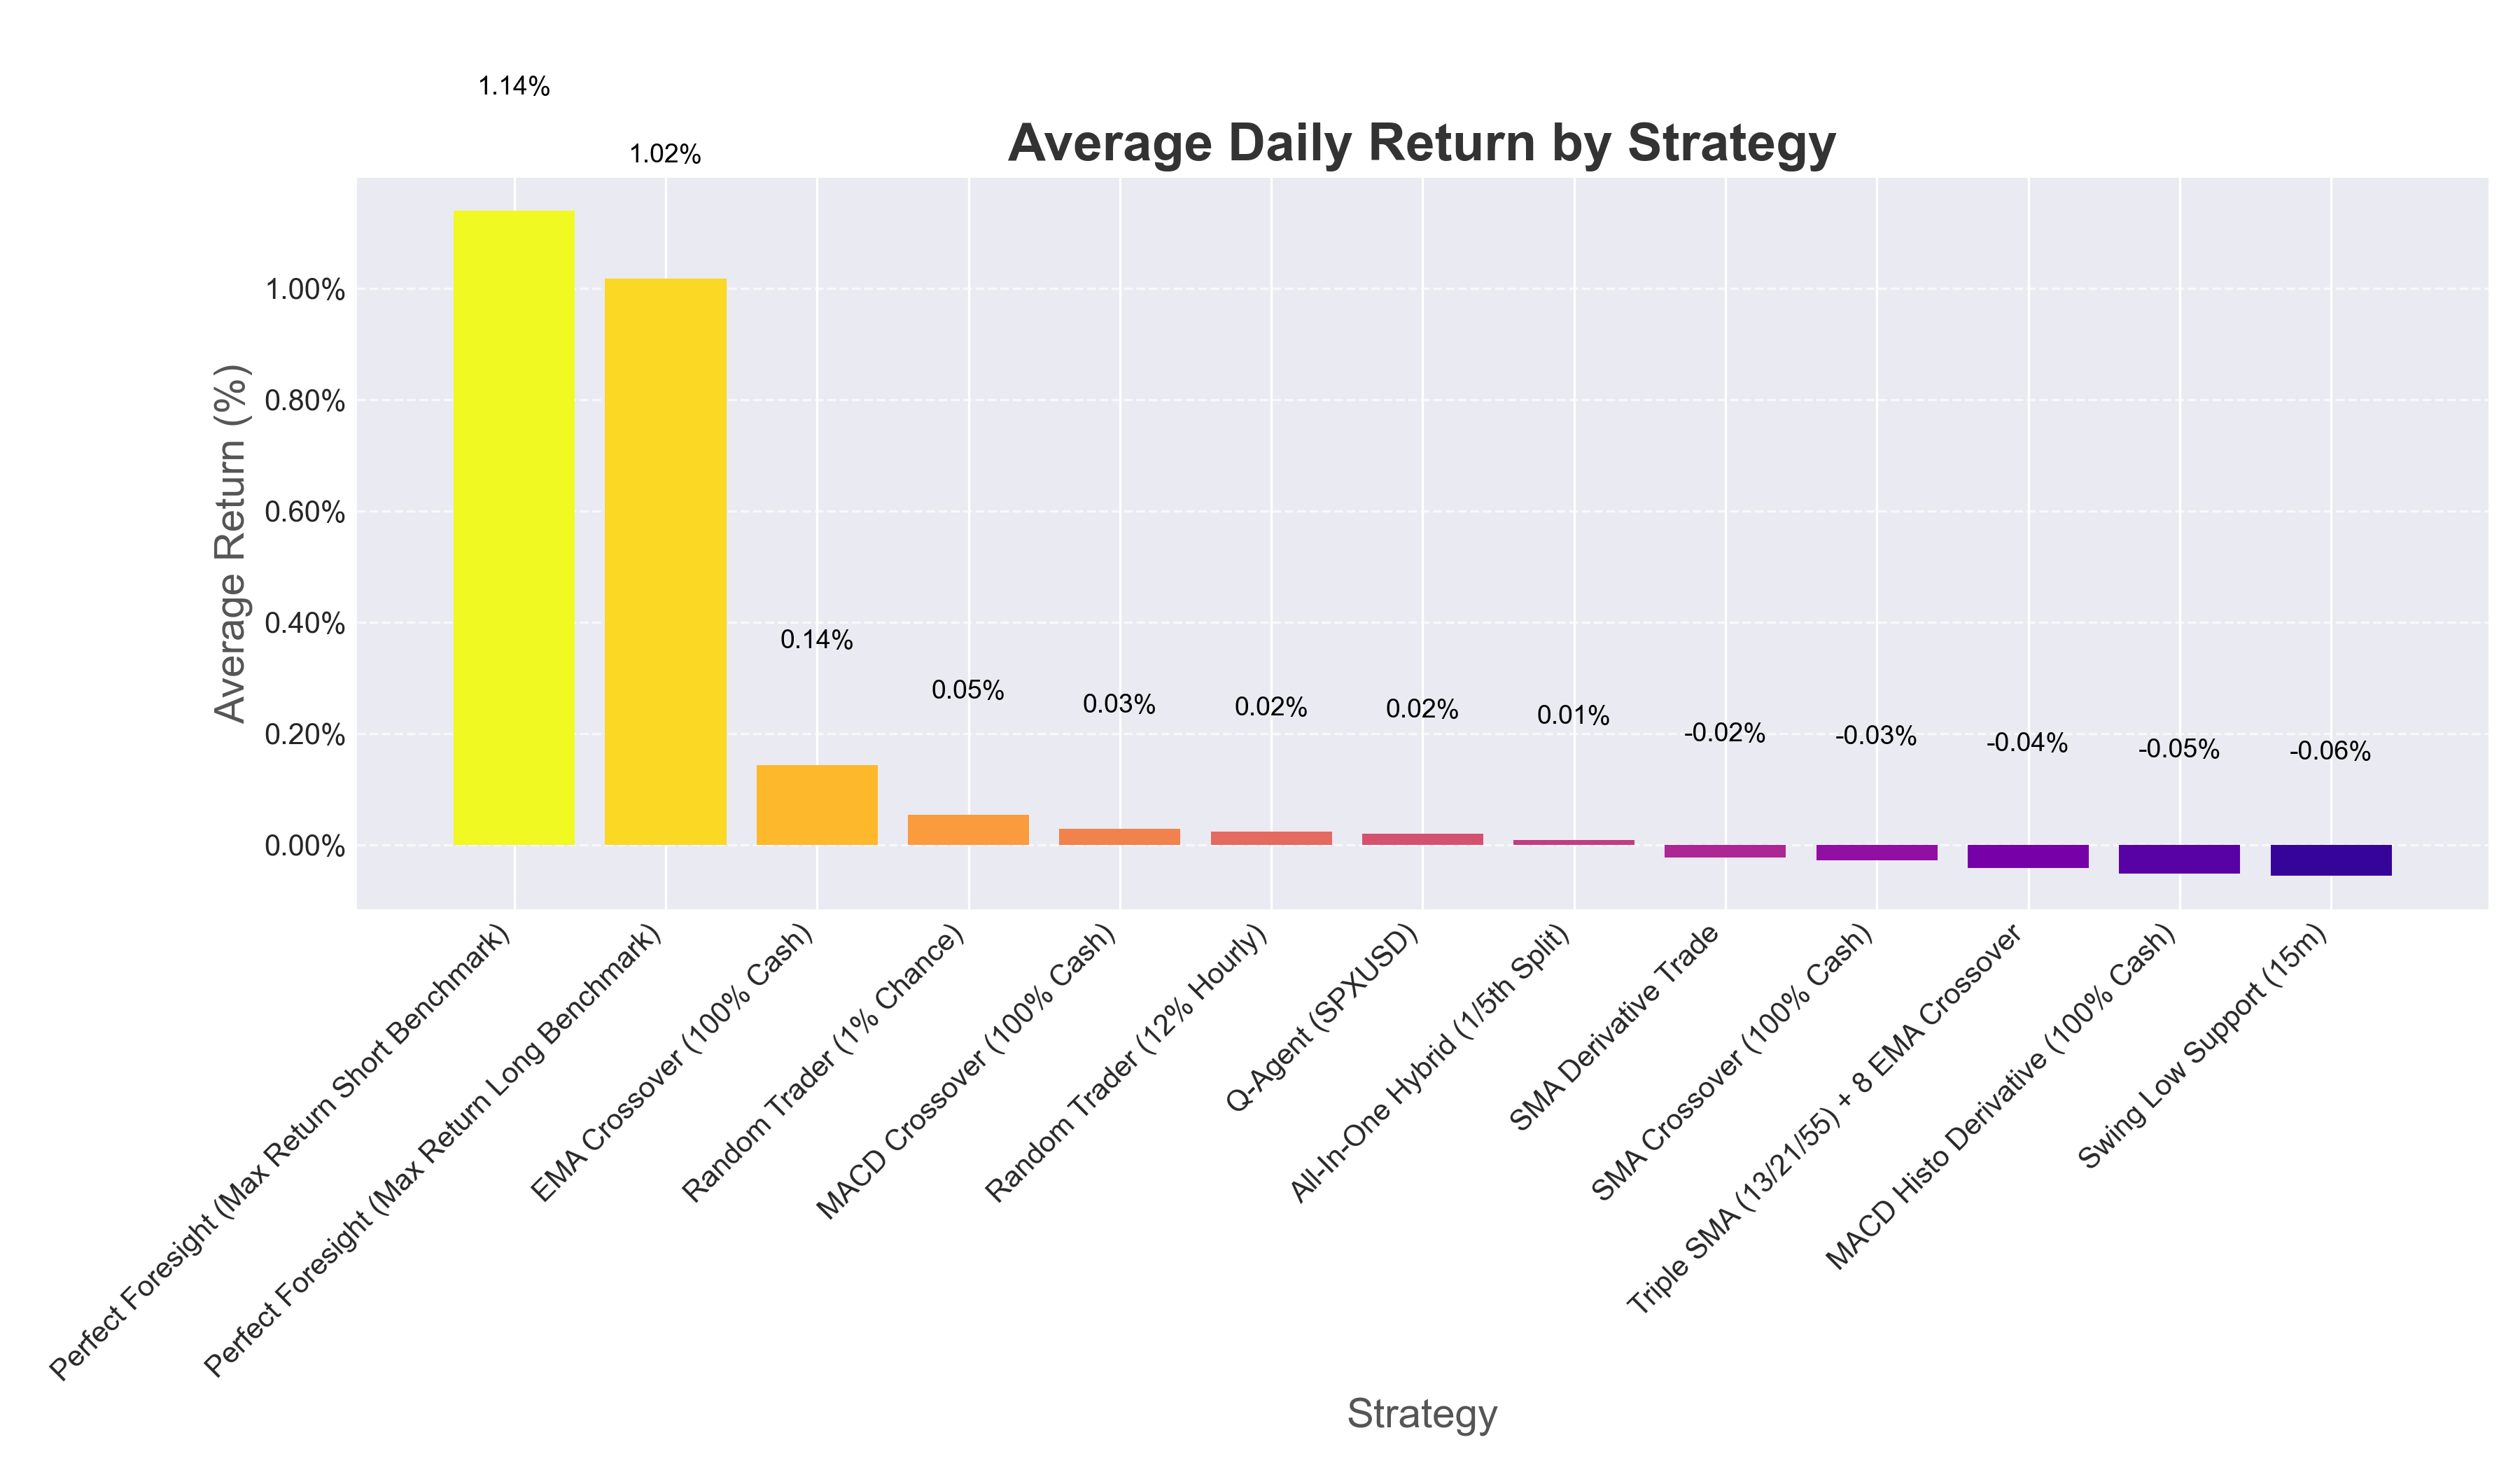 1.14%
1.02%
Average Daily Return by Strategy
Average Return (%)
1.00%
0.80%
0.60%
0.40%
0.20%
0.00%
0.14%
0.05%
0.03%
0.02%
0.02%
0.01%
-0.02%
-0.03%
-0.04%
-0.05%
-0.06%
Perfect Foresight (Max Return Short Benchmark)
Perfect Foresight (Max Return Long Benchmark)
EMA Crossover (100% Cash)
Random Trader (1% Chance)
MACD Crossover (100% Cash)
Random Trader (12% Hourly)
Q-Agent (SPXUSD)
All-In-One Hybrid (1/5th Split)
SMA Derivative Trade
SMA Crossover (100% Cash)
Triple SMA (13/21/55) + 8 EMA Crossover
MACD Histo Derivative (100% Cash)
Swing Low Support (15m)
Strategy